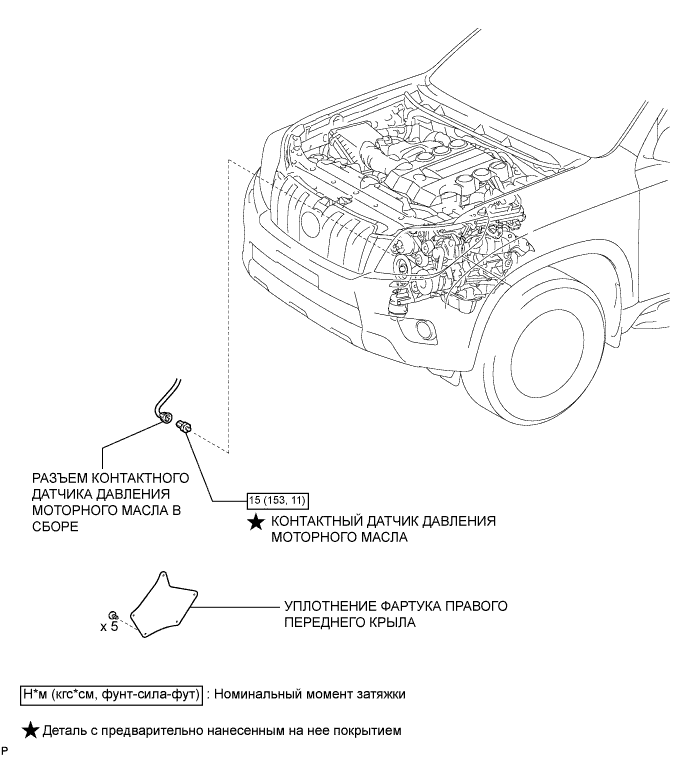 РАЗЪЕМ КОНТАКТНОГО
ДАТЧИКА ДАВЛЕНИЯ
МОТОРНОГО МАСЛА В
СБОРЕ
15 (153, 11)
★ КОНТАКТНЫЙ ДАТЧИК ДАВЛЕНИЯ
МОТОРНОГО МАСЛА
x 5
УПЛОТНЕНИЕ ФАРТУКА ПРАВОГО
ПЕРЕДНЕГО КРЫЛА
Н*м (кгс*см, фунт-сила-фут) : Номинальный момент затяжки
★ Деталь с предварительно нанесенным на нее покрытием
P